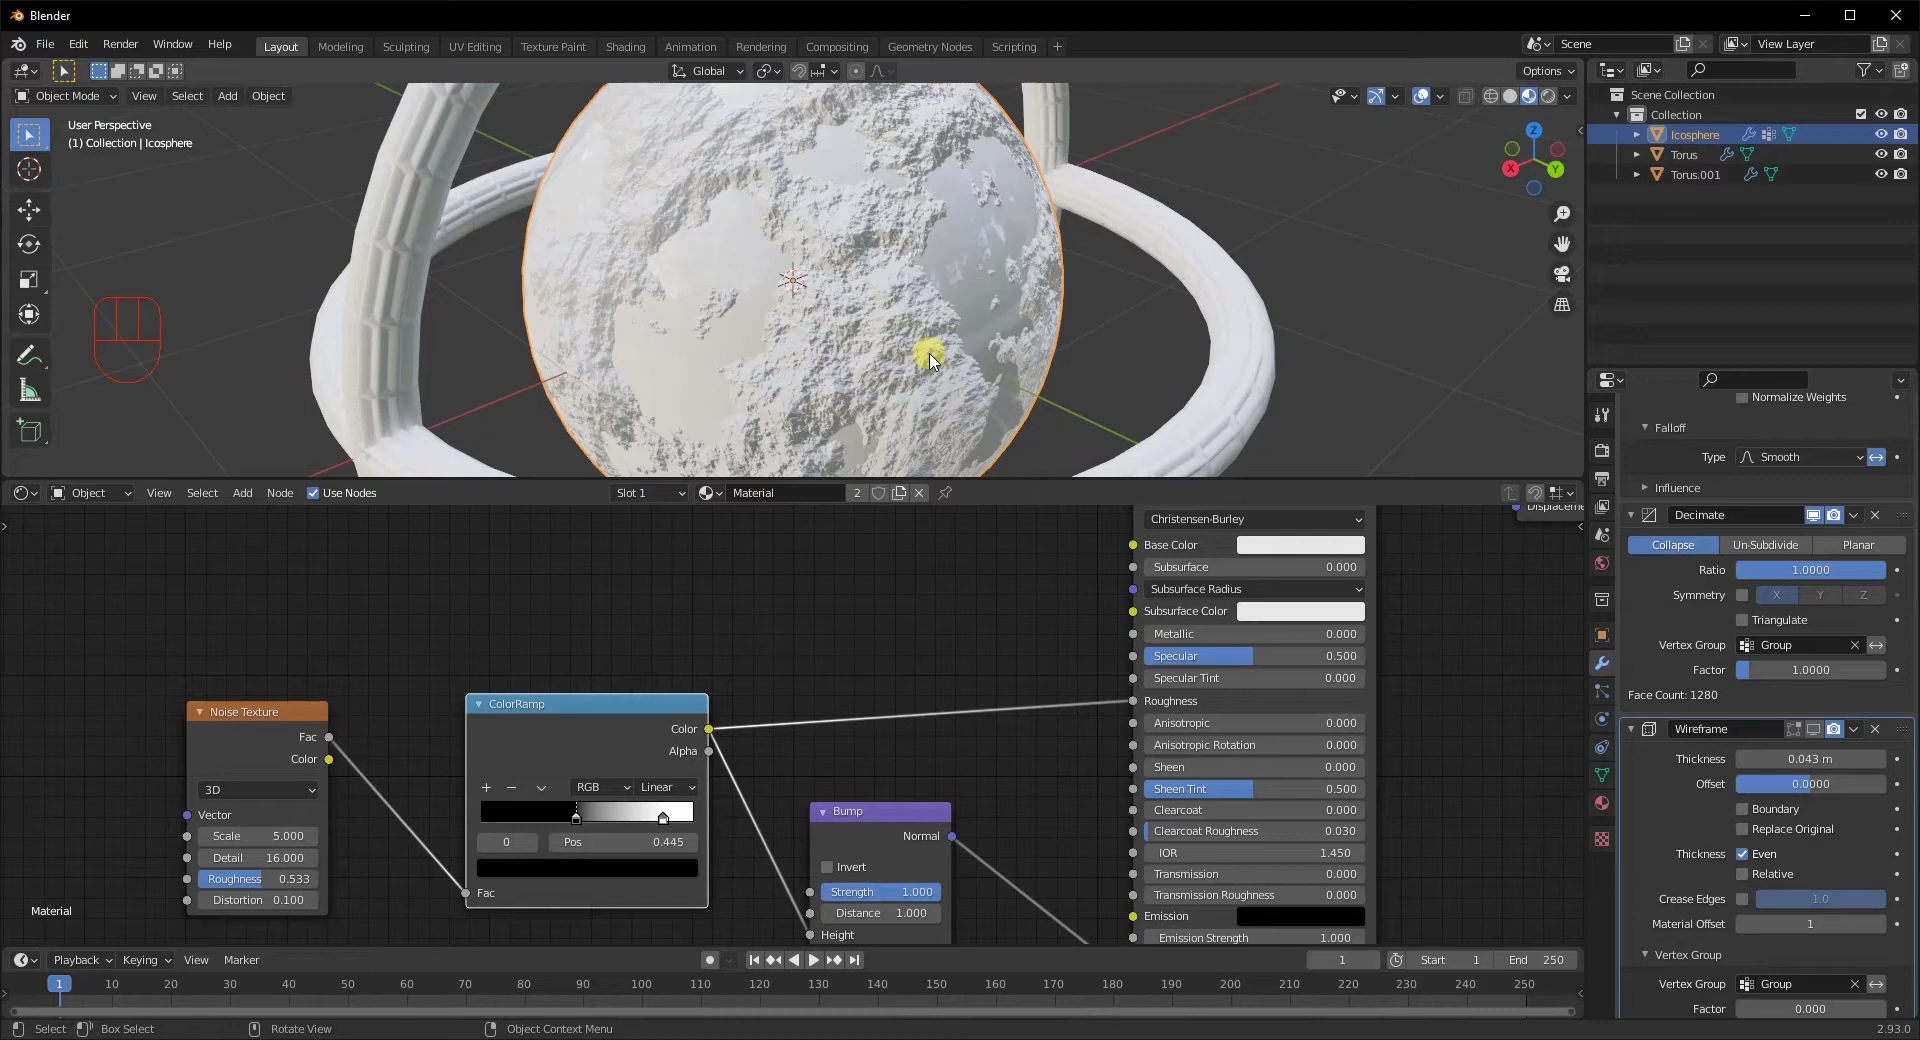 Blender
File Edit Render Window Help Layout Modeling Sculpting UV Editing Texture Paint Shading Animation Rendering Compositing Geometry Nodes Scripting + Scene View Layer
Global Options
Object Mode View Select Add Object
User Perspective
(1) Collection | Icosphere
Z
X Y
Scene Collection
Collection
Icosphere
Torus
Torus.001
Normalize Weights
Falloff
Type Smooth
Influence
Decimate
Collapse Un-Subdivide Planar
Ratio 1.0000
Symmetry X Y Z
Triangulate
Vertex Group Group
Factor 1.0000
Face Count: 1280
Wireframe
Thickness 0.043 m
Offset 0.0000
Boundary
Replace Original
Thickness Even
Relative
Crease Edges 1.0
Material Offset 1
Vertex Group
Vertex Group Group
Factor 0.000
Object View Select Add Node Use Nodes Slot 1 Material 2
Displaceme
Christensen-Burley
Base Color
Subsurface 0.000
Subsurface Radius
Subsurface Color
Metallic 0.000
Specular 0.500
Specular Tint 0.000
Roughness
Anisotropic 0.000
Anisotropic Rotation 0.000
Sheen 0.000
Sheen Tint 0.500
Clearcoat 0.000
Clearcoat Roughness 0.030
IOR 1.450
Transmission 0.000
Transmission Roughness 0.000
Emission
Emission Strength 1.000
Noise Texture
Fac
Color
3D
Vector
Scale 5.000
Detail 16.000
Roughness 0.533
Distortion 0.100
ColorRamp
Color
Alpha
RGB Linear
0 Pos 0.445
Fac
Bump
Normal
Invert
Strength 1.000
Distance 1.000
Height
Material
Playback Keying View Marker 1 Start 1 End 250
1 10 20 30 40 50 60 70 80 90 100 110 120 130 140 150 160 170 180 190 200 210 220 230 240 250
Select Box Select Rotate View Object Context Menu 2.93.0